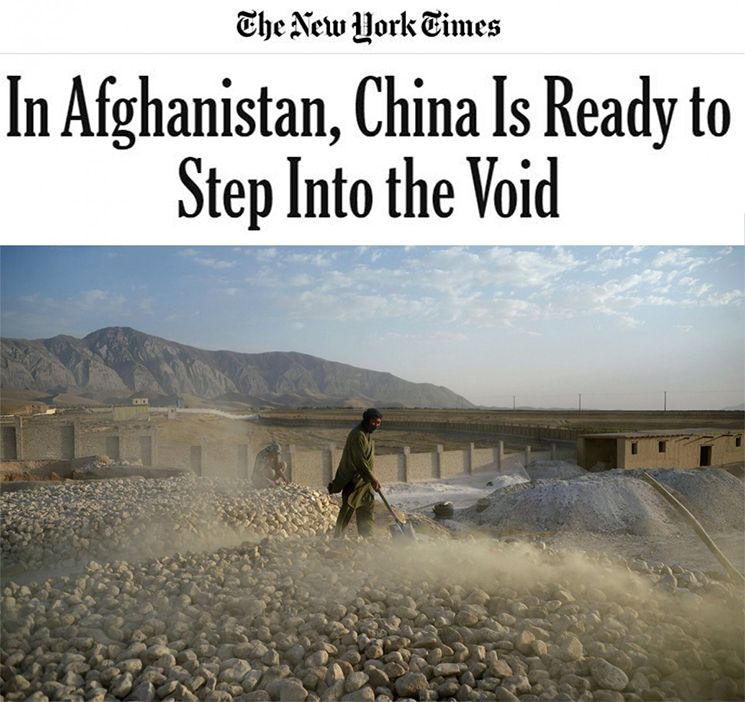 The New York Times
In Afghanistan, China Is Ready to
Step Into the Void